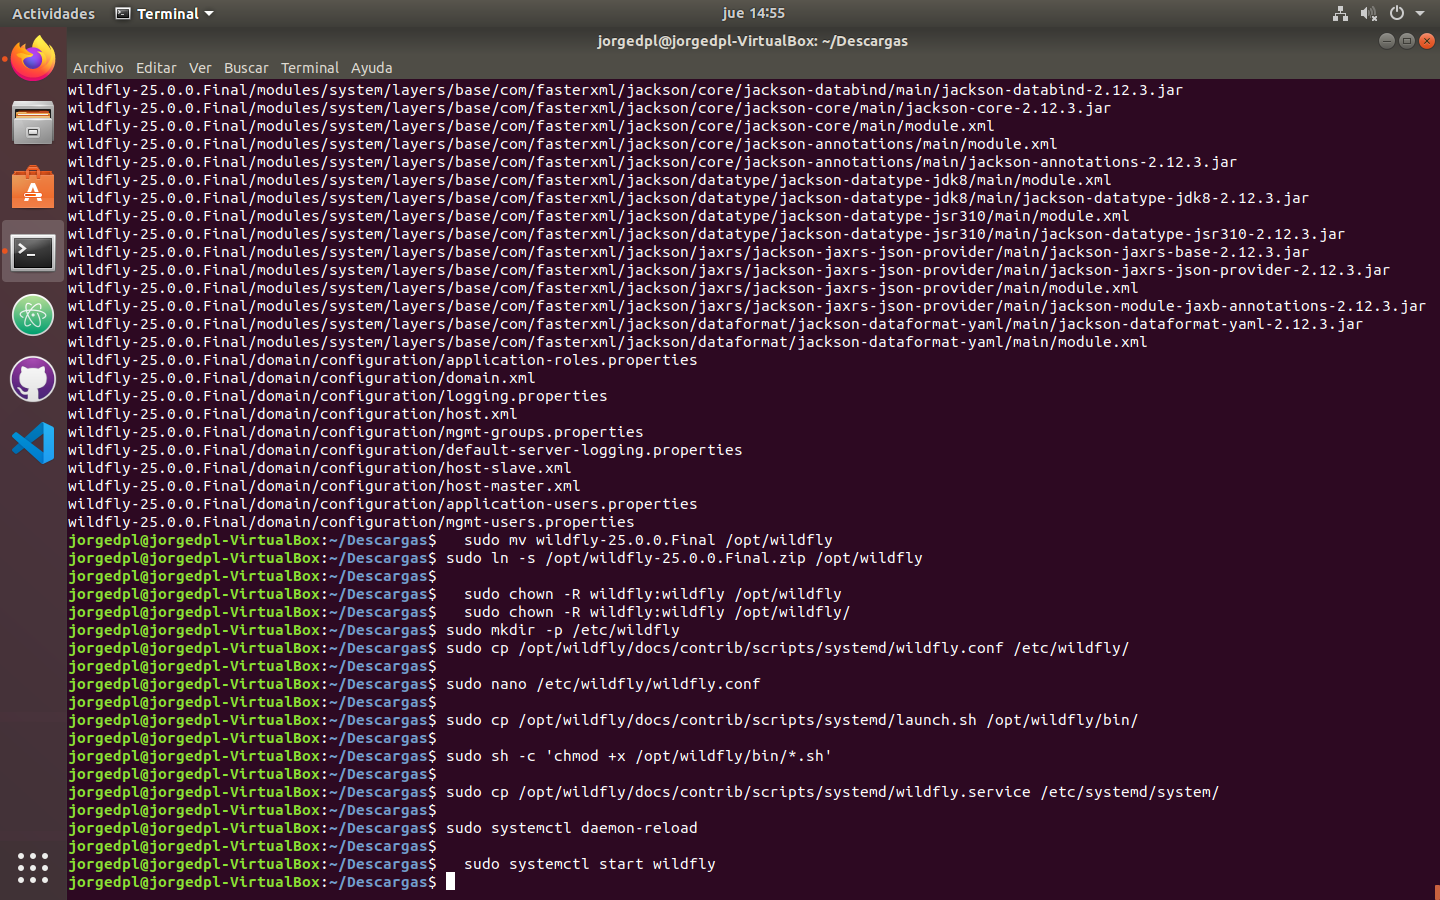 Actividades Terminal jue 14:55
jorgedpl@jorgedpl-VirtualBox: ~/Descargas
Archivo Editar Ver Buscar Terminal Ayuda
wildfly-25.0.0.Final/modules/system/layers/base/com/fasterxml/jackson/core/jackson-databind/main/jackson-databind-2.12.3.jar
wildfly-25.0.0.Final/modules/system/layers/base/com/fasterxml/jackson/core/jackson-core/main/jackson-core-2.12.3.jar
wildfly-25.0.0.Final/modules/system/layers/base/com/fasterxml/jackson/core/jackson-core/main/module.xml
wildfly-25.0.0.Final/modules/system/layers/base/com/fasterxml/jackson/core/jackson-annotations/main/module.xml
wildfly-25.0.0.Final/modules/system/layers/base/com/fasterxml/jackson/core/jackson-annotations/main/jackson-annotations-2.12.3.jar
wildfly-25.0.0.Final/modules/system/layers/base/com/fasterxml/jackson/datatype/jackson-datatype-jdk8/main/module.xml
wildfly-25.0.0.Final/modules/system/layers/base/com/fasterxml/jackson/datatype/jackson-datatype-jdk8/main/jackson-datatype-jdk8-2.12.3.jar
wildfly-25.0.0.Final/modules/system/layers/base/com/fasterxml/jackson/datatype/jackson-datatype-jsr310/main/module.xml
wildfly-25.0.0.Final/modules/system/layers/base/com/fasterxml/jackson/datatype/jackson-datatype-jsr310/main/jackson-datatype-jsr310-2.12.3.jar
wildfly-25.0.0.Final/modules/system/layers/base/com/fasterxml/jackson/jaxrs/jackson-jaxrs-json-provider/main/jackson-jaxrs-base-2.12.3.jar
wildfly-25.0.0.Final/modules/system/layers/base/com/fasterxml/jackson/jaxrs/jackson-jaxrs-json-provider/main/jackson-jaxrs-json-provider-2.12.3.jar
wildfly-25.0.0.Final/modules/system/layers/base/com/fasterxml/jackson/jaxrs/jackson-jaxrs-json-provider/main/module.xml
wildfly-25.0.0.Final/modules/system/layers/base/com/fasterxml/jackson/jaxrs/jackson-jaxrs-json-provider/main/jackson-module-jaxb-annotations-2.12.3.jar
wildfly-25.0.0.Final/modules/system/layers/base/com/fasterxml/jackson/dataformat/jackson-dataformat-yaml/main/jackson-dataformat-yaml-2.12.3.jar
wildfly-25.0.0.Final/modules/system/layers/base/com/fasterxml/jackson/dataformat/jackson-dataformat-yaml/main/module.xml
wildfly-25.0.0.Final/domain/configuration/application-roles.properties
wildfly-25.0.0.Final/domain/configuration/domain.xml
wildfly-25.0.0.Final/domain/configuration/logging.properties
wildfly-25.0.0.Final/domain/configuration/host.xml
wildfly-25.0.0.Final/domain/configuration/mgmt-groups.properties
wildfly-25.0.0.Final/domain/configuration/default-server-logging.properties
wildfly-25.0.0.Final/domain/configuration/host-slave.xml
wildfly-25.0.0.Final/domain/configuration/host-master.xml
wildfly-25.0.0.Final/domain/configuration/application-users.properties
wildfly-25.0.0.Final/domain/configuration/mgmt-users.properties
jorgedpl@jorgedpl-VirtualBox:~/Descargas$   sudo mv wildfly-25.0.0.Final /opt/wildfly
jorgedpl@jorgedpl-VirtualBox:~/Descargas$ sudo ln -s /opt/wildfly-25.0.0.Final.zip /opt/wildfly
jorgedpl@jorgedpl-VirtualBox:~/Descargas$
jorgedpl@jorgedpl-VirtualBox:~/Descargas$   sudo chown -R wildfly:wildfly /opt/wildfly
jorgedpl@jorgedpl-VirtualBox:~/Descargas$   sudo chown -R wildfly:wildfly /opt/wildfly/
jorgedpl@jorgedpl-VirtualBox:~/Descargas$ sudo mkdir -p /etc/wildfly
jorgedpl@jorgedpl-VirtualBox:~/Descargas$ sudo cp /opt/wildfly/docs/contrib/scripts/systemd/wildfly.conf /etc/wildfly/
jorgedpl@jorgedpl-VirtualBox:~/Descargas$
jorgedpl@jorgedpl-VirtualBox:~/Descargas$ sudo nano /etc/wildfly/wildfly.conf
jorgedpl@jorgedpl-VirtualBox:~/Descargas$
jorgedpl@jorgedpl-VirtualBox:~/Descargas$ sudo cp /opt/wildfly/docs/contrib/scripts/systemd/launch.sh /opt/wildfly/bin/
jorgedpl@jorgedpl-VirtualBox:~/Descargas$
jorgedpl@jorgedpl-VirtualBox:~/Descargas$ sudo sh -c 'chmod +x /opt/wildfly/bin/*.sh'
jorgedpl@jorgedpl-VirtualBox:~/Descargas$
jorgedpl@jorgedpl-VirtualBox:~/Descargas$ sudo cp /opt/wildfly/docs/contrib/scripts/systemd/wildfly.service /etc/systemd/system/
jorgedpl@jorgedpl-VirtualBox:~/Descargas$
jorgedpl@jorgedpl-VirtualBox:~/Descargas$ sudo systemctl daemon-reload
jorgedpl@jorgedpl-VirtualBox:~/Descargas$
jorgedpl@jorgedpl-VirtualBox:~/Descargas$   sudo systemctl start wildfly
jorgedpl@jorgedpl-VirtualBox:~/Descargas$